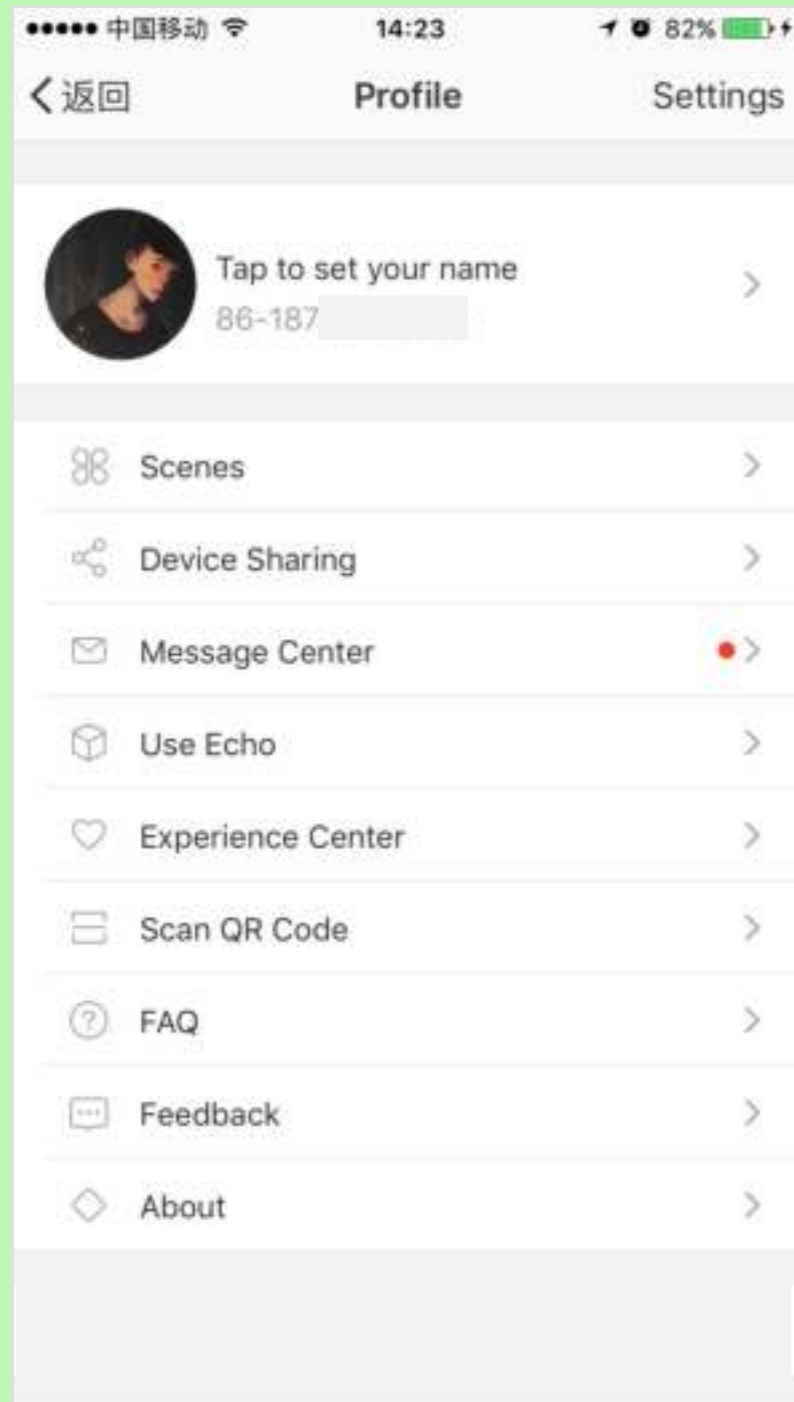 中国移动 14:23 82%
返回 Profile Settings
Tap to set your name
86-187
Scenes
Device Sharing
Message Center
Use Echo
Experience Center
Scan QR Code
FAQ
Feedback
About